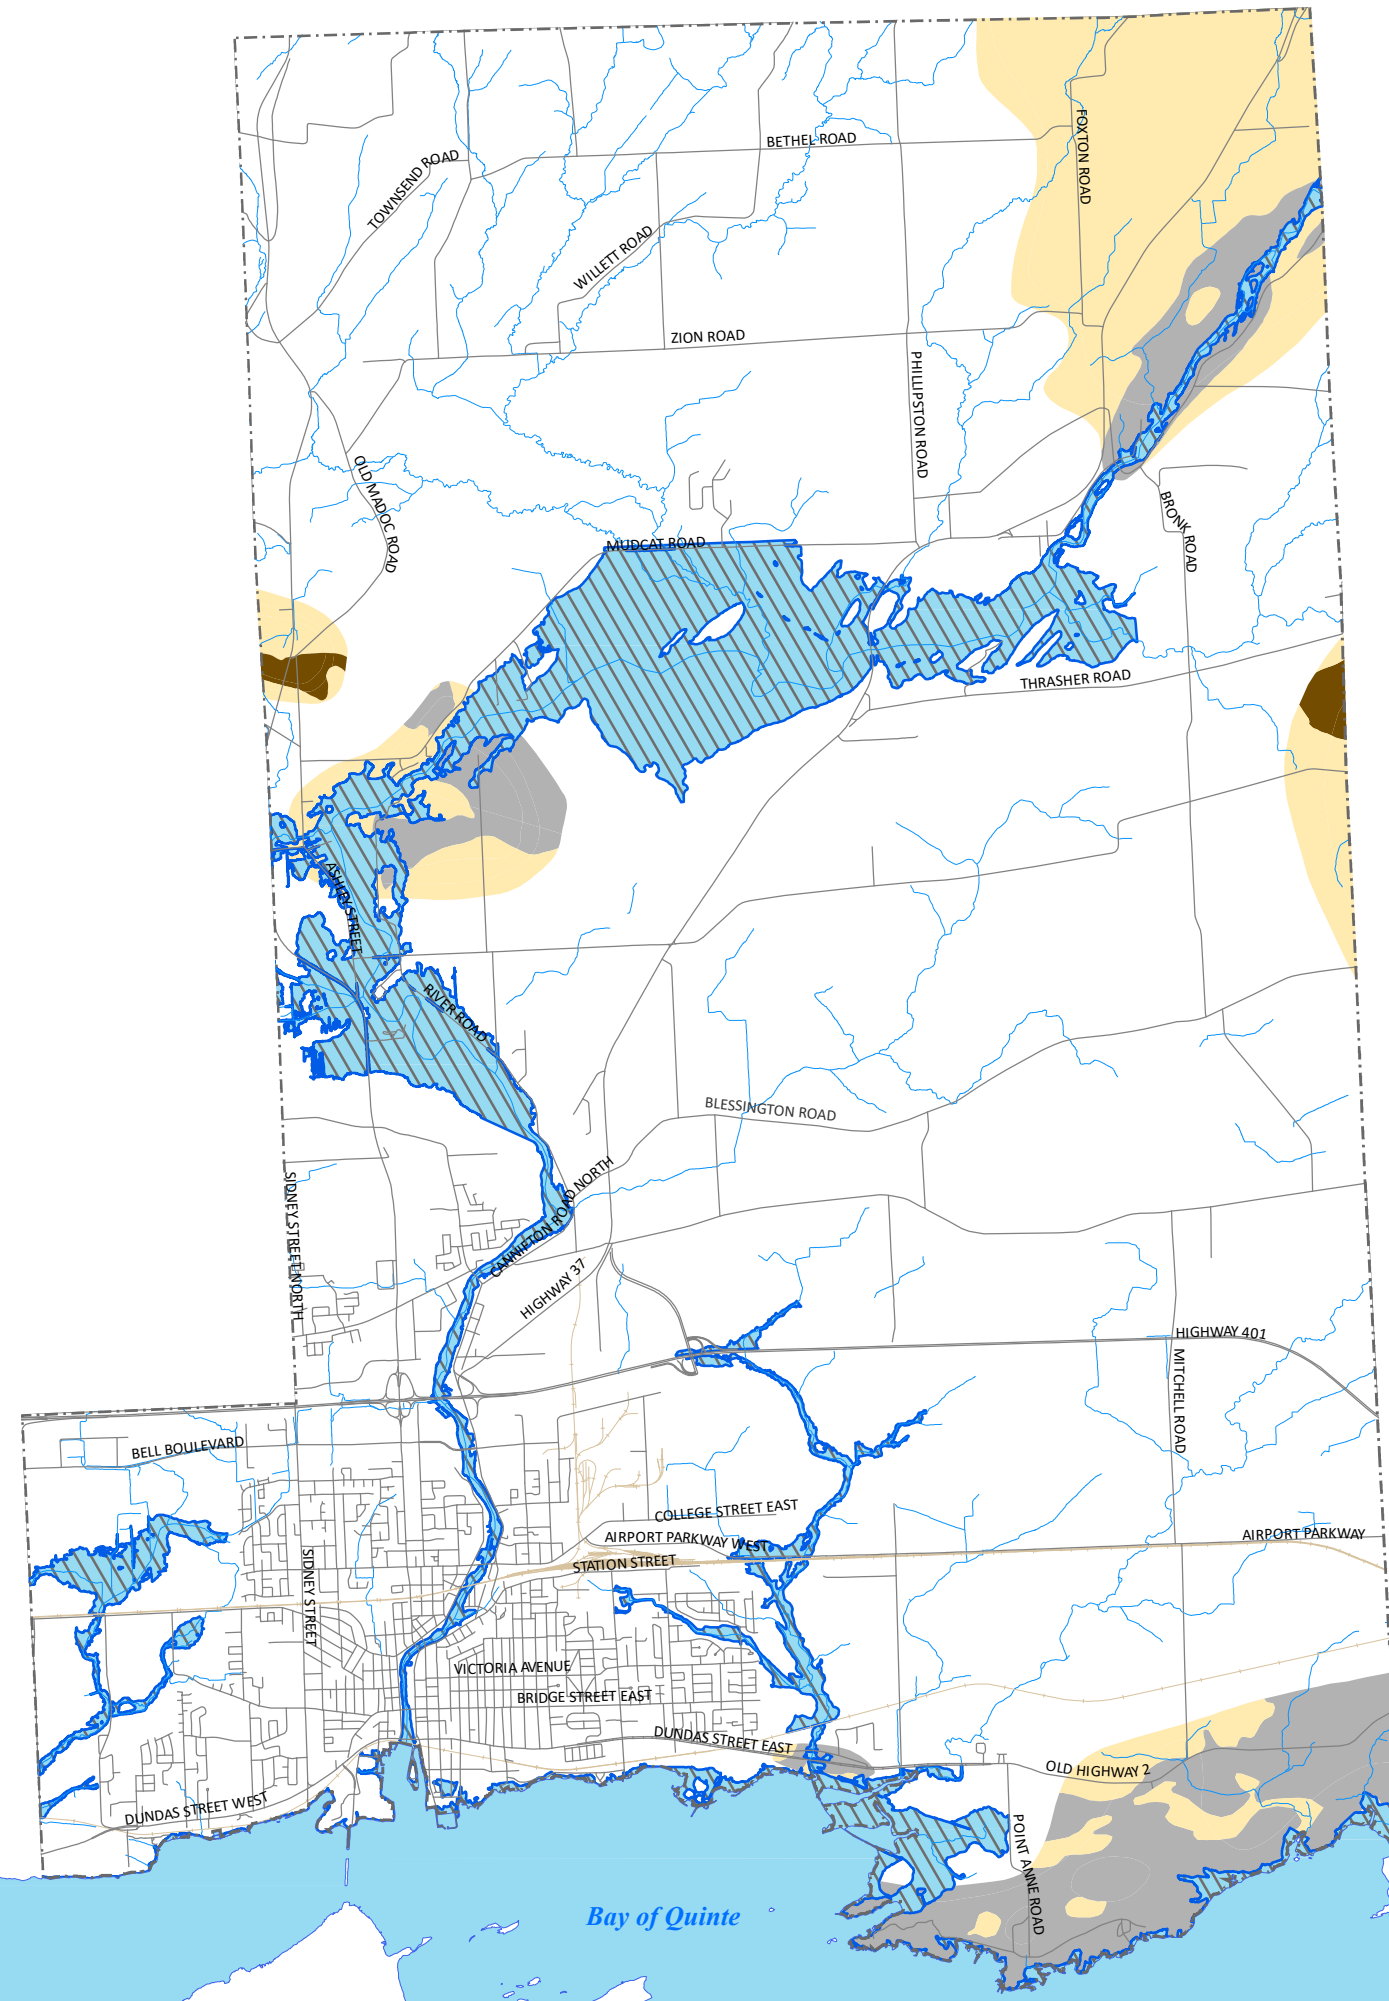 BETHEL ROAD
FOXTON ROAD
TOWNSEND ROAD
WILLETT ROAD
ZION ROAD
PHILLIPSTON ROAD
OLD MADOC ROAD
BRONK ROAD
MUDCAT ROAD
THRASHER ROAD
ASHLEY STREET
RIVER ROAD
BLESSINGTON ROAD
SIDNEY STREET NORTH
CANNIFTON ROAD NORTH
HIGHWAY 37
HIGHWAY 401
MITCHELL ROAD
BELL BOULEVARD
COLLEGE STREET EAST
AIRPORT PARKWAY WEST
AIRPORT PARKWAY
STATION STREET
SIDNEY STREET
VICTORIA AVENUE
BRIDGE STREET EAST
DUNDAS STREET EAST
OLD HIGHWAY 2
DUNDAS STREET WEST
POINT ANNE ROAD
Bay of Quinte